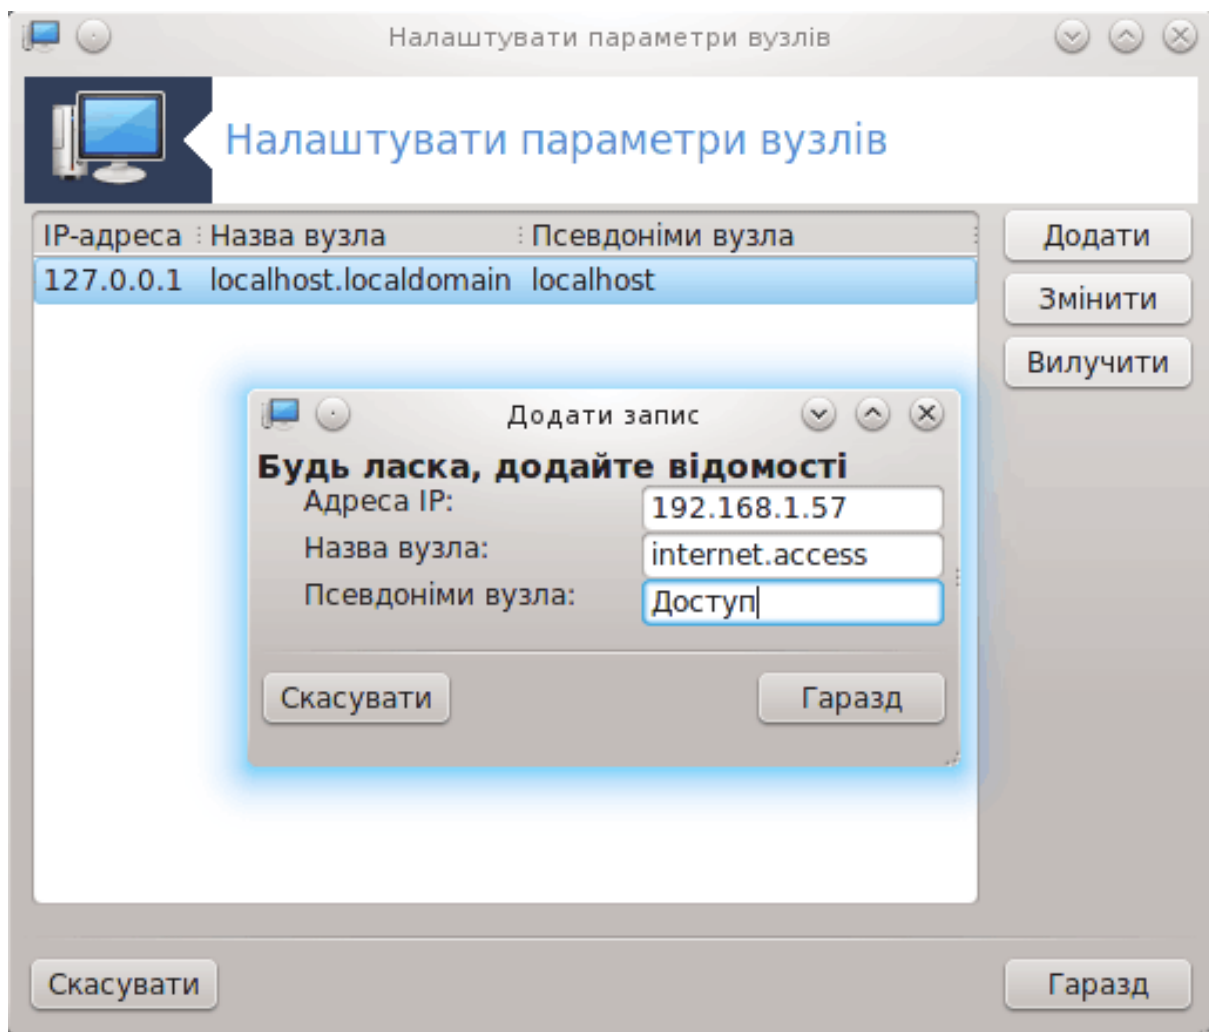 Налаштувати параметри вузлів
Налаштувати параметри вузлів
IP-адреса Назва вузла Псевдоніми вузла
127.0.0.1 localhost.localdomain localhost
Додати
Змінити
Вилучити
Додати запис
Будь ласка, додайте відомості
Адреса IP: 192.168.1.57
Назва вузла: internet.access
Псевдоніми вузла: Доступ
Скасувати Гаразд
Скасувати Гаразд